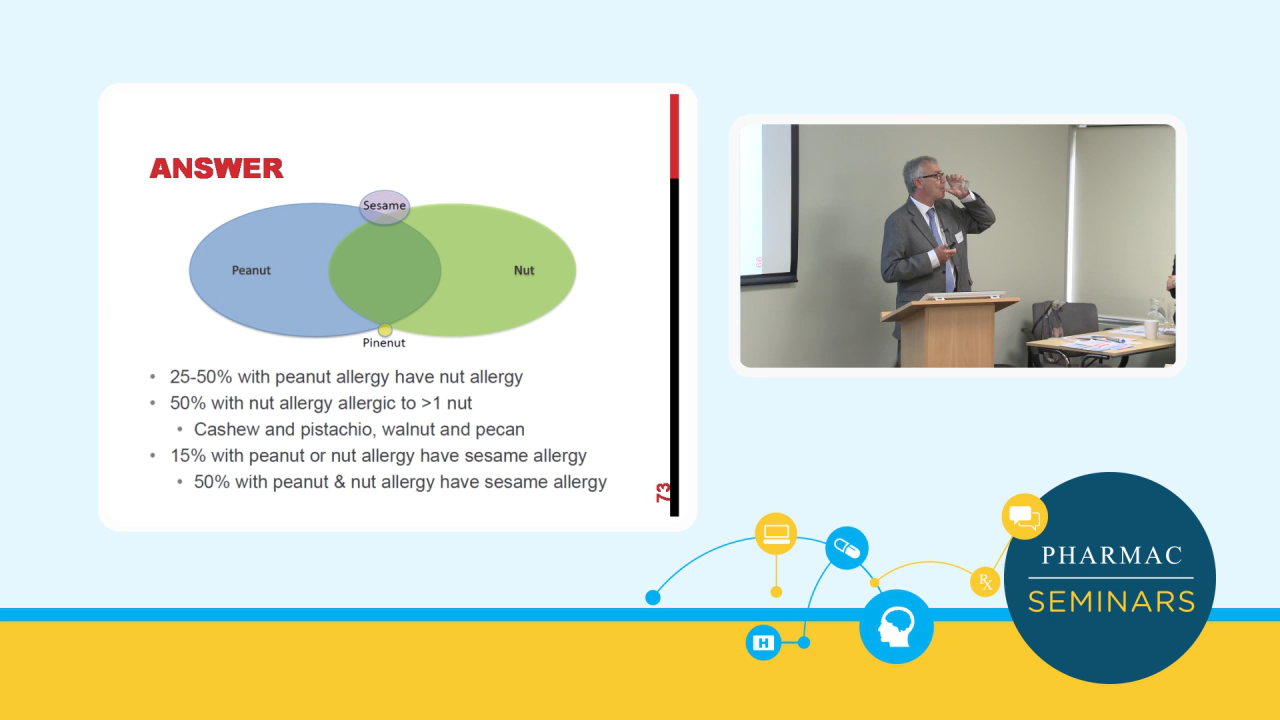 ANSWER
Sesame
Peanut
Nut
Pinenut
• 25-50% with peanut allergy have nut allergy
• 50% with nut allergy allergic to >1 nut
• Cashew and pistachio, walnut and pecan
• 15% with peanut or nut allergy have sesame allergy
• 50% with peanut & nut allergy have sesame allergy
73
H
Rx
PHARMAC
SEMINARS